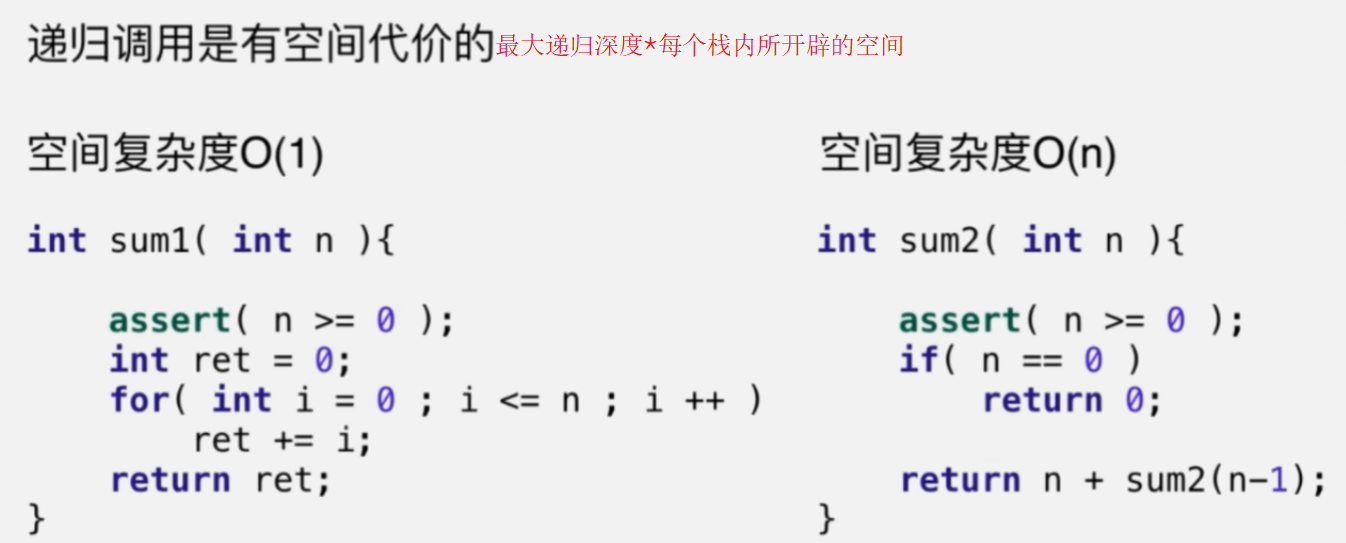 递归调用是有空间代价的最大递归深度*每个栈内所开辟的空间
空间复杂度O(1)
int sum1( int n ){
assert( n >= 0 );
int ret = 0;
for( int i = 0 ; i <= n ; i ++ )
ret += i;
return ret;
}
空间复杂度O(n)
int sum2( int n ){
assert( n >= 0 );
if( n == 0 )
return 0;
return n + sum2(n-1);
}